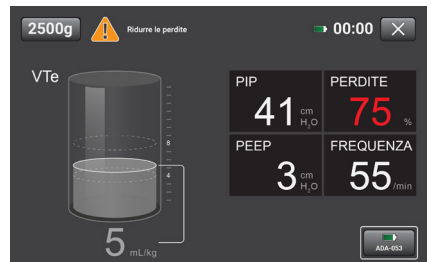 2500g
Ridurre le perdite
00:00
VTe
8
4
5 mL/kg
PIP
41 cm H₂O
PERDITE
75 %
PEEP
3 cm H₂O
FREQUENZA
55 /min
ADA-053